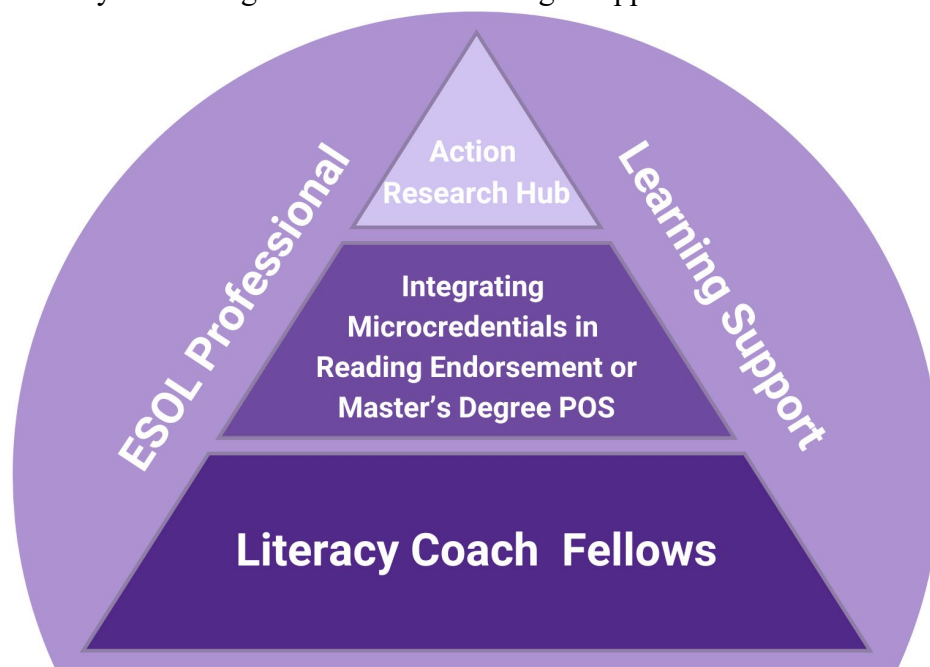 ESOL Professional
Learning Support
Action
Research Hub
Integrating
Microcredentials in
Reading Endorsement or
Master's Degree POS
Literacy Coach  Fellows